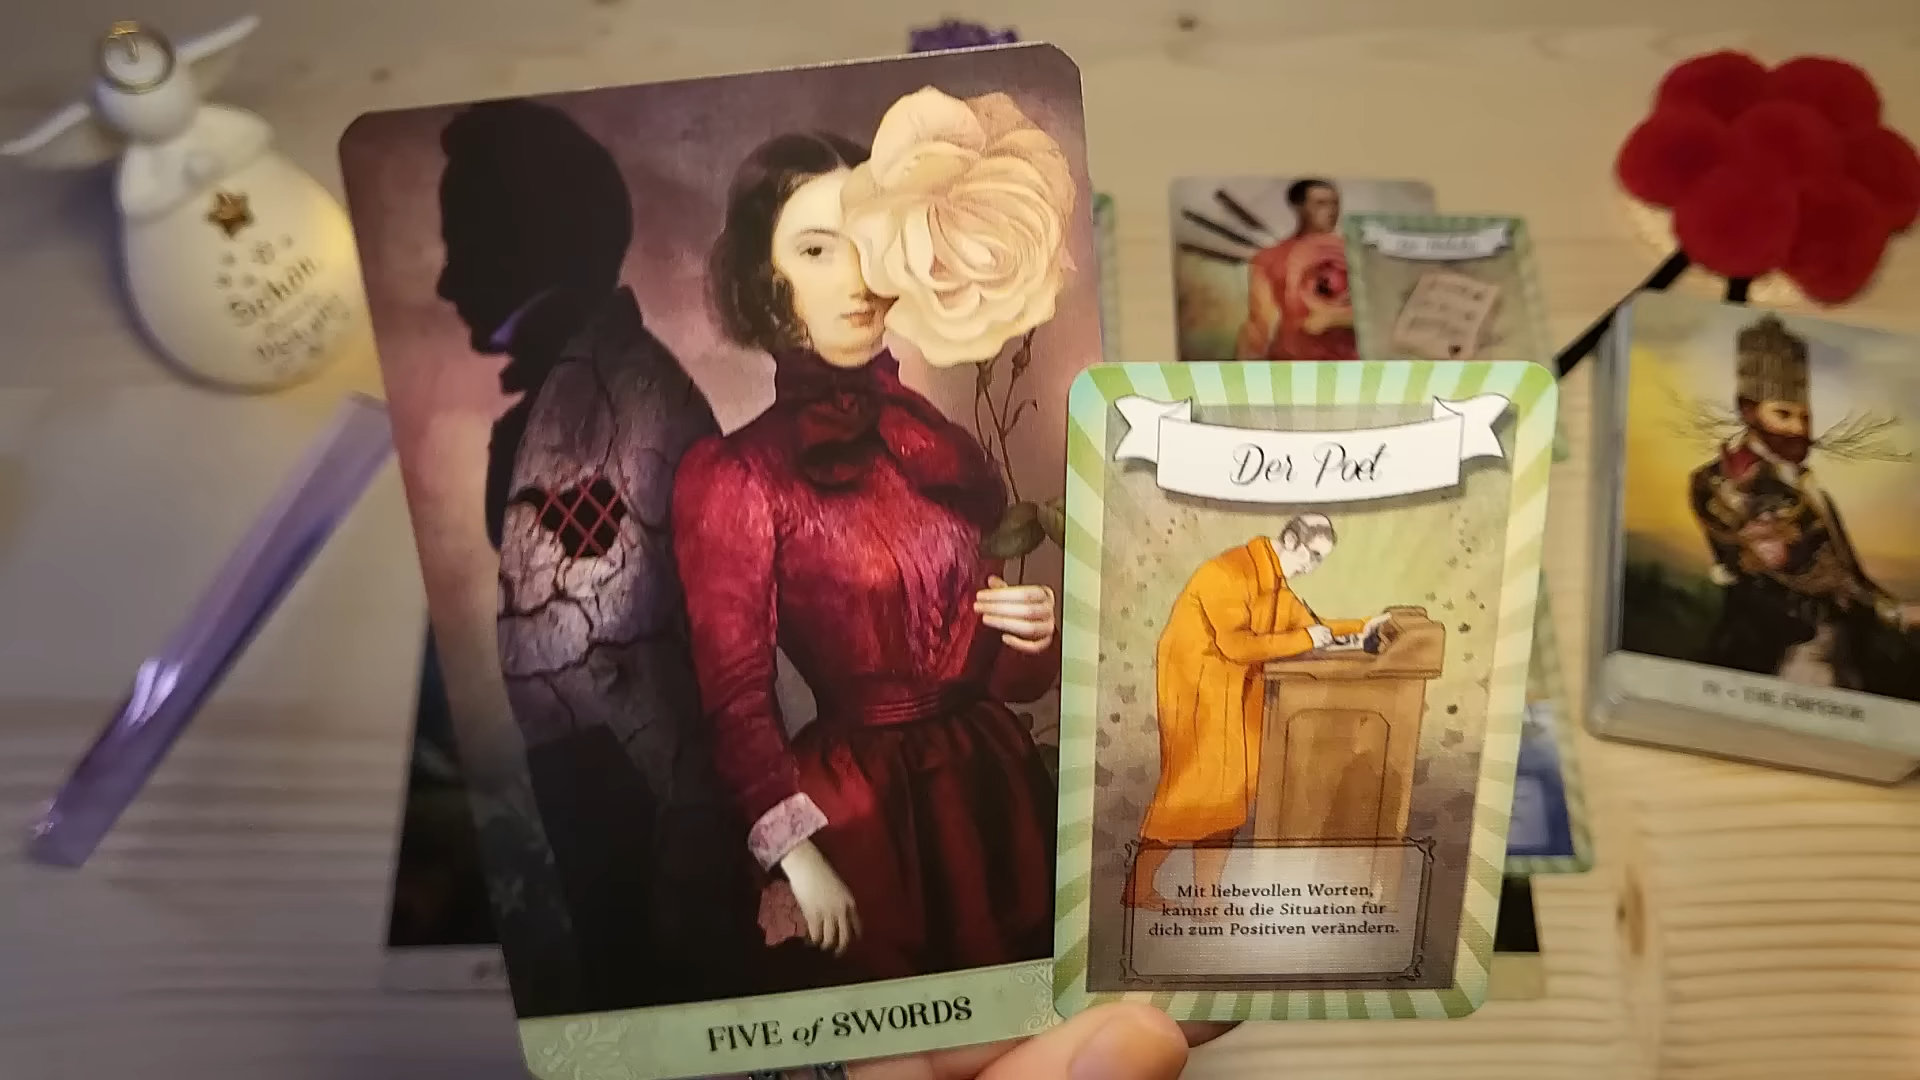 Schön
FIVE of SWORDS
Der Poet
Mit liebevollen Worten,
kannst du die Situation für
dich zum Positiven verändern.
IV • THE EMPEROR